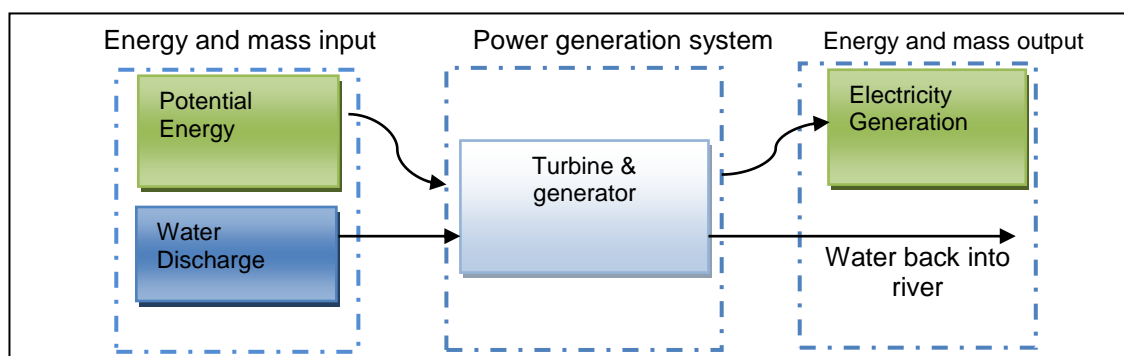 Energy and mass input
Power generation system
Energy and mass output
Potential
Energy
Water
Discharge
Turbine &
generator
Electricity
Generation
Water back into
river